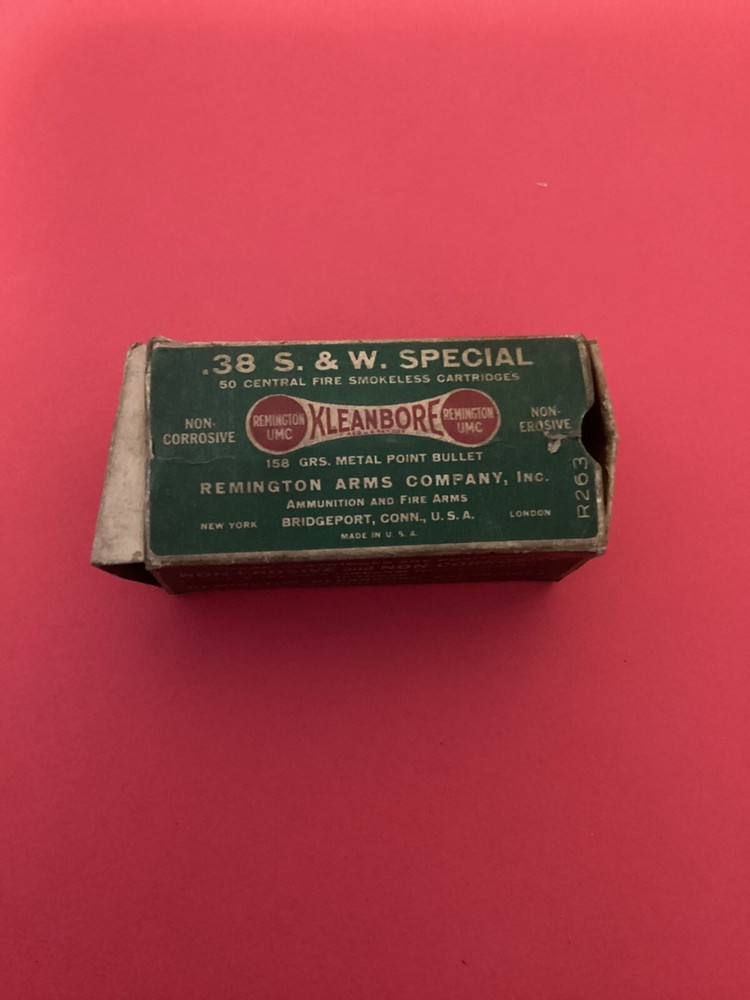 .38 S. & W. SPECIAL
50 CENTRAL FIRE SMOKELESS CARTRIDGES
NON-
CORROSIVE
REMINGTON
UMC
KLEANBORE
REMINGTON
UMC
NON-
EROSIVE
158 GRS. METAL POINT BULLET
REMINGTON ARMS COMPANY, INC.
AMMUNITION AND FIRE ARMS
NEW YORK
BRIDGEPORT, CONN., U. S. A.
LONDON
MADE IN U. S. A.
R263